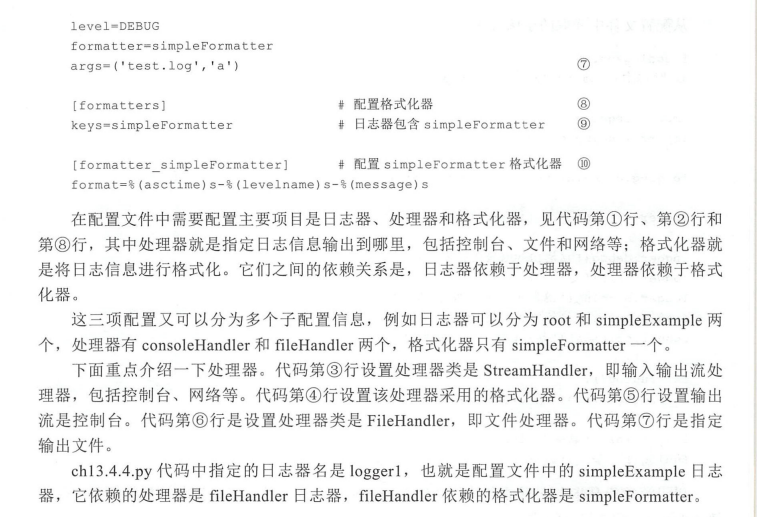 level=DEBUG
formatter=simpleFormatter
args=('test.log','a') ⑦
[formatters] # 配置格式化器 ⑧
keys=simpleFormatter # 日志器包含 simpleFormatter ⑨
[formatter_simpleFormatter] # 配置 simpleFormatter 格式化器 ⑩
format=%(asctime)s-%(levelname)s-%(message)s
在配置文件中需要配置主要项目是日志器、处理器和格式化器，见代码第①行、第②行和
第⑧行，其中处理器就是指定日志信息输出到哪里，包括控制台、文件和网络等；格式化器就
是将日志信息进行格式化。它们之间的依赖关系是，日志器依赖于处理器，处理器依赖于格式
化器。
这三项配置又可以分为多个子配置信息，例如日志器可以分为 root 和 simpleExample 两
个，处理器有 consoleHandler 和 fileHandler 两个，格式化器只有 simpleFormatter 一个。
下面重点介绍一下处理器。代码第③行设置处理器类是 StreamHandler，即输入输出流处
理器，包括控制台、网络等。代码第④行设置该处理器采用的格式化器。代码第⑤行设置输出
流是控制台。代码第⑥行是设置处理器类是 FileHandler，即文件处理器。代码第⑦行是指定
输出文件。
ch13.4.4.py 代码中指定的日志器名是 logger1，也就是配置文件中的 simpleExample 日志
器，它依赖的处理器是 fileHandler 日志器，fileHandler 依赖的格式化器是 simpleFormatter。